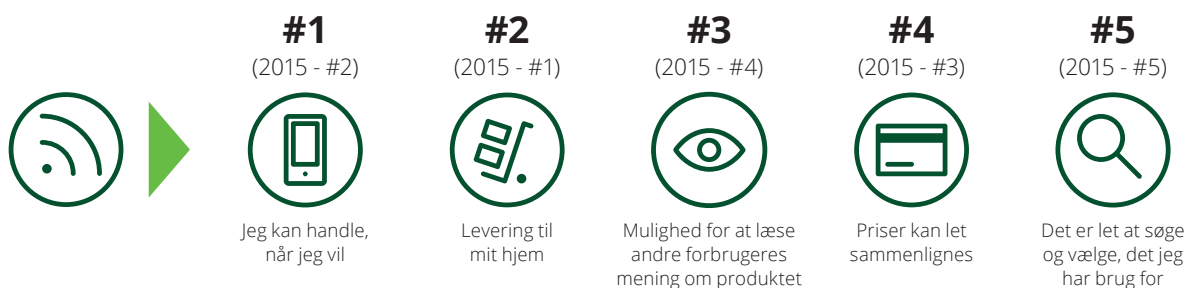 #1
(2015 - #2)
Jeg kan handle,
når jeg vil
#2
(2015 - #1)
Levering til
mit hjem
#3
(2015 - #4)
Mulighed for at læse
andre forbrugeres
mening om produktet
#4
(2015 - #3)
Priser kan let
sammenlignes
#5
(2015 - #5)
Det er let at søge
og vælge, det jeg
har brug for